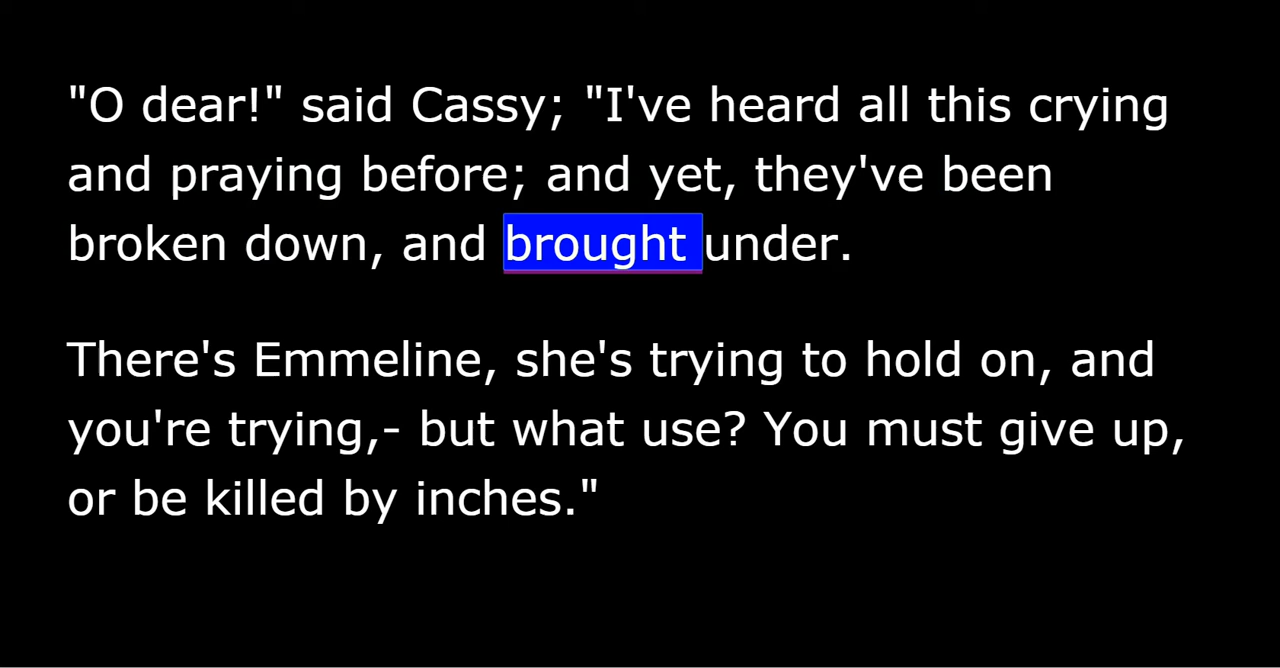 "O dear!" said Cassy; "I've heard all this crying
and praying before; and yet, they've been
broken down, and brought under.
There's Emmeline, she's trying to hold on, and
you're trying,- but what use? You must give up,
or be killed by inches."